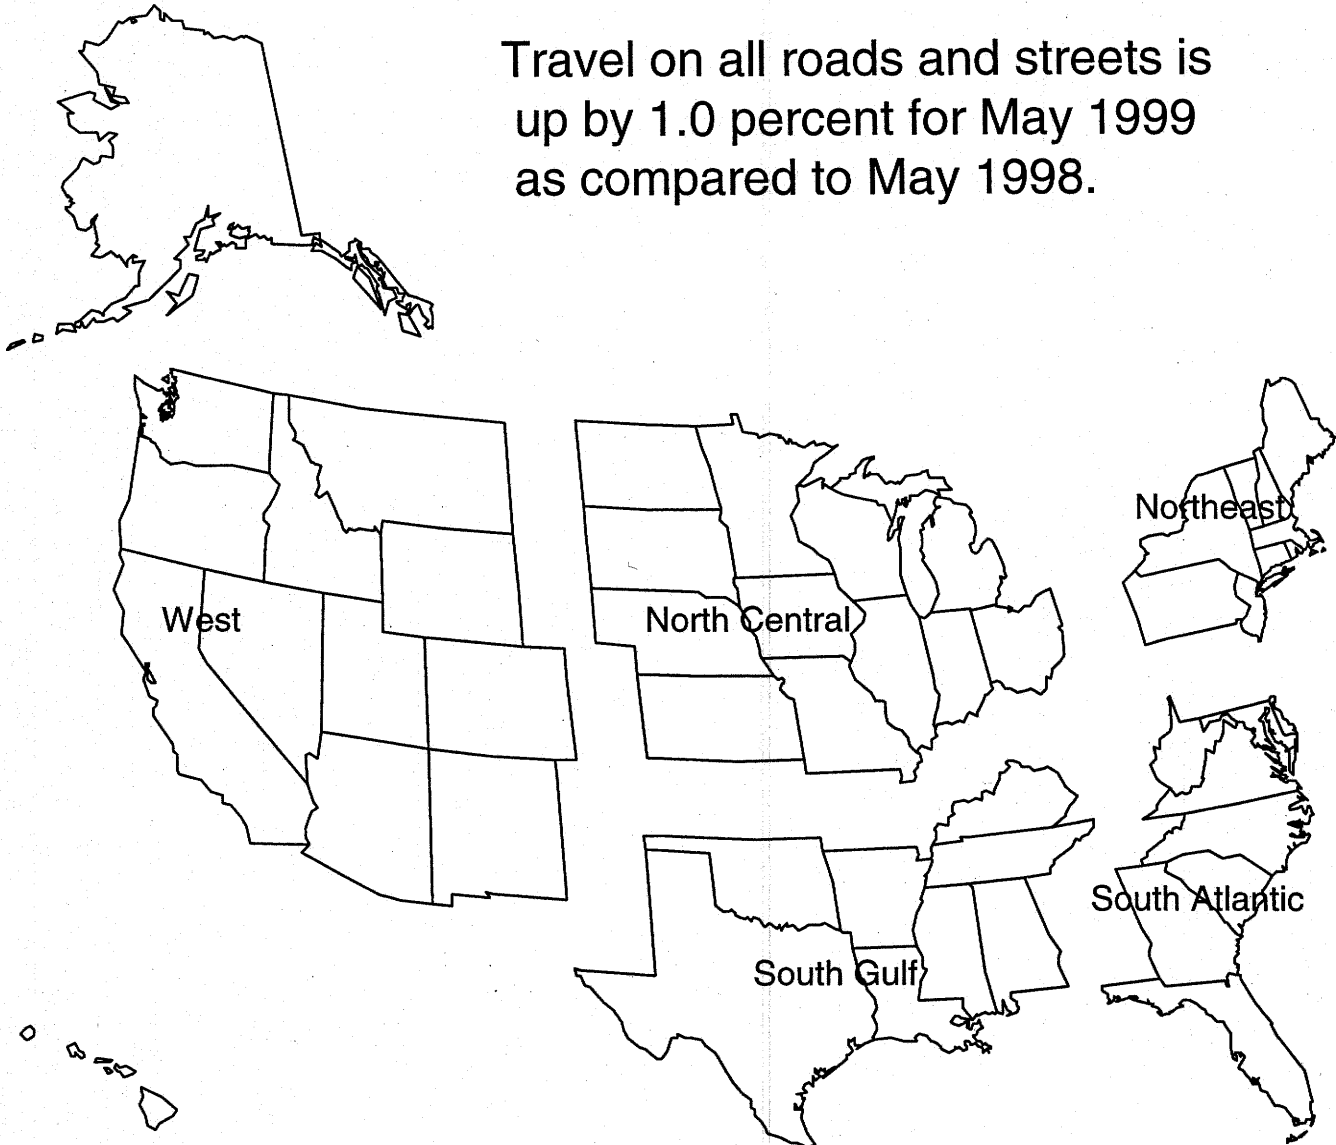 Travel on all roads and streets is
up by 1.0 percent for May 1999
as compared to May 1998.
Northeast
West
North Central
South Atlantic
South Gulf